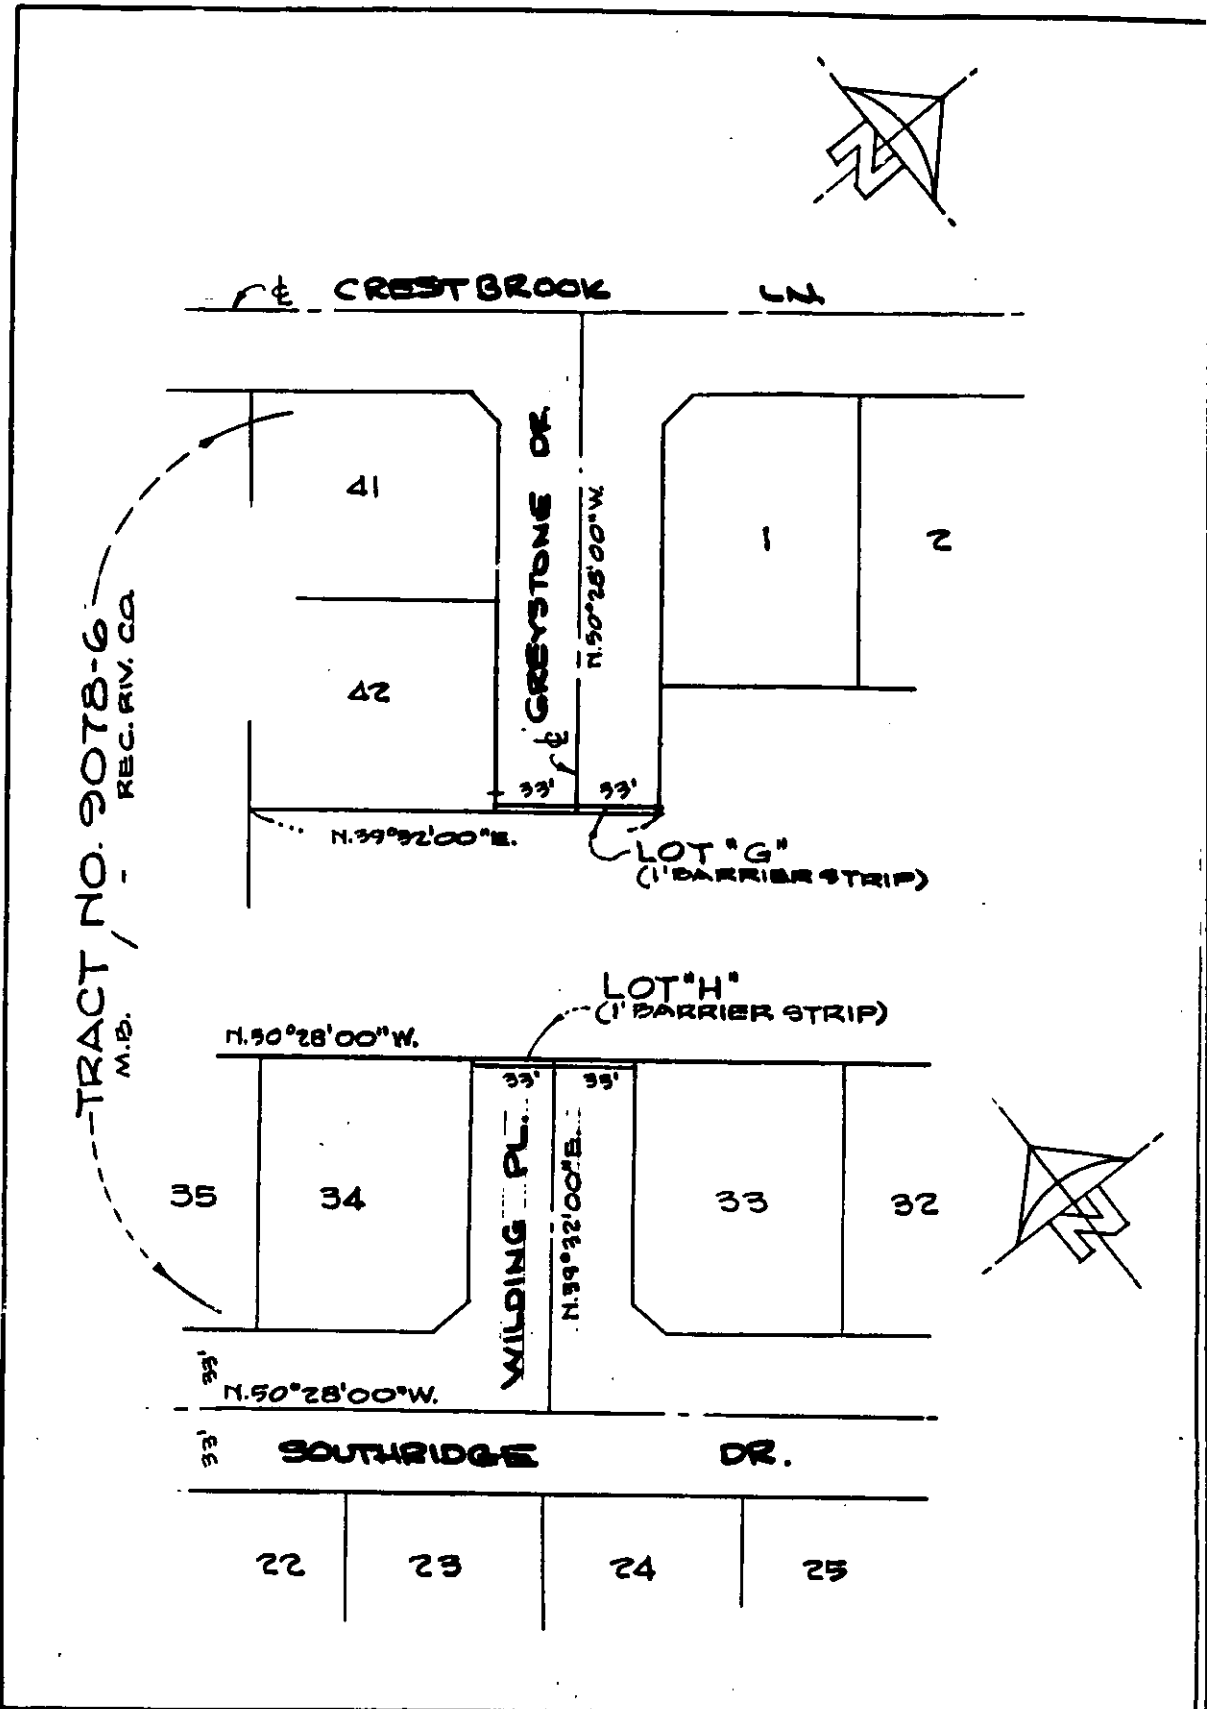 N
℄ CRESTBROOK LN.
41
GREYSTONE DR.
N.50°28'00"W.
1
2
42
℄
33' 33'
N.39°32'00"E.
LOT "G"
(1' BARRIER STRIP)
TRACT NO. 9078-6
M.B. / - REC. RIV. CO.
LOT "H"
(1' BARRIER STRIP)
N.50°28'00"W.
33' 33'
35
34
WILDING PL.
N.39°32'00"E.
33
32
N
33'
N.50°28'00"W.
33'
SOUTHRIDGE DR.
22
23
24
25